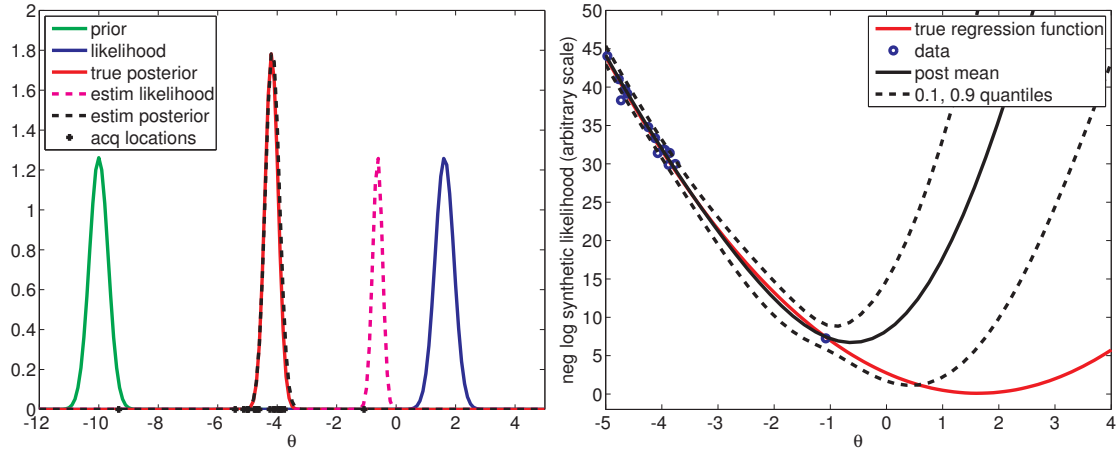 prior
likelihood
true posterior
estim likelihood
estim posterior
acq locations
2
1.8
1.6
1.4
1.2
1
0.8
0.6
0.4
0.2
0
-12 -10 -8 -6 -4 -2 0 2 4
θ
neg log synthetic likelihood (arbitrary scale)
true regression function
data
post mean
0.1, 0.9 quantiles
50
45
40
35
30
25
20
15
10
5
0
-5 -4 -3 -2 -1 0 1 2 3 4
θ